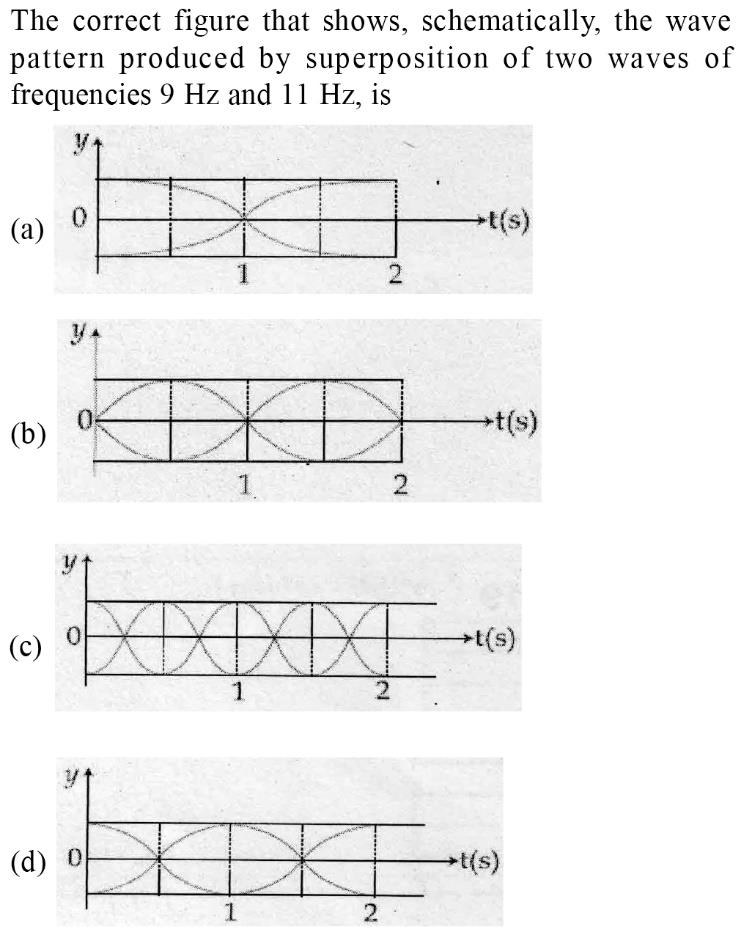 The correct figure that shows, schematically, the wave
pattern produced by superposition of two waves of
frequencies 9 Hz and 11 Hz, is
(a)
y
0
t(s)
1 2
(b)
y
0
t(s)
1 2
(c)
y
0
t(s)
1 2
(d)
y
0
t(s)
1 2